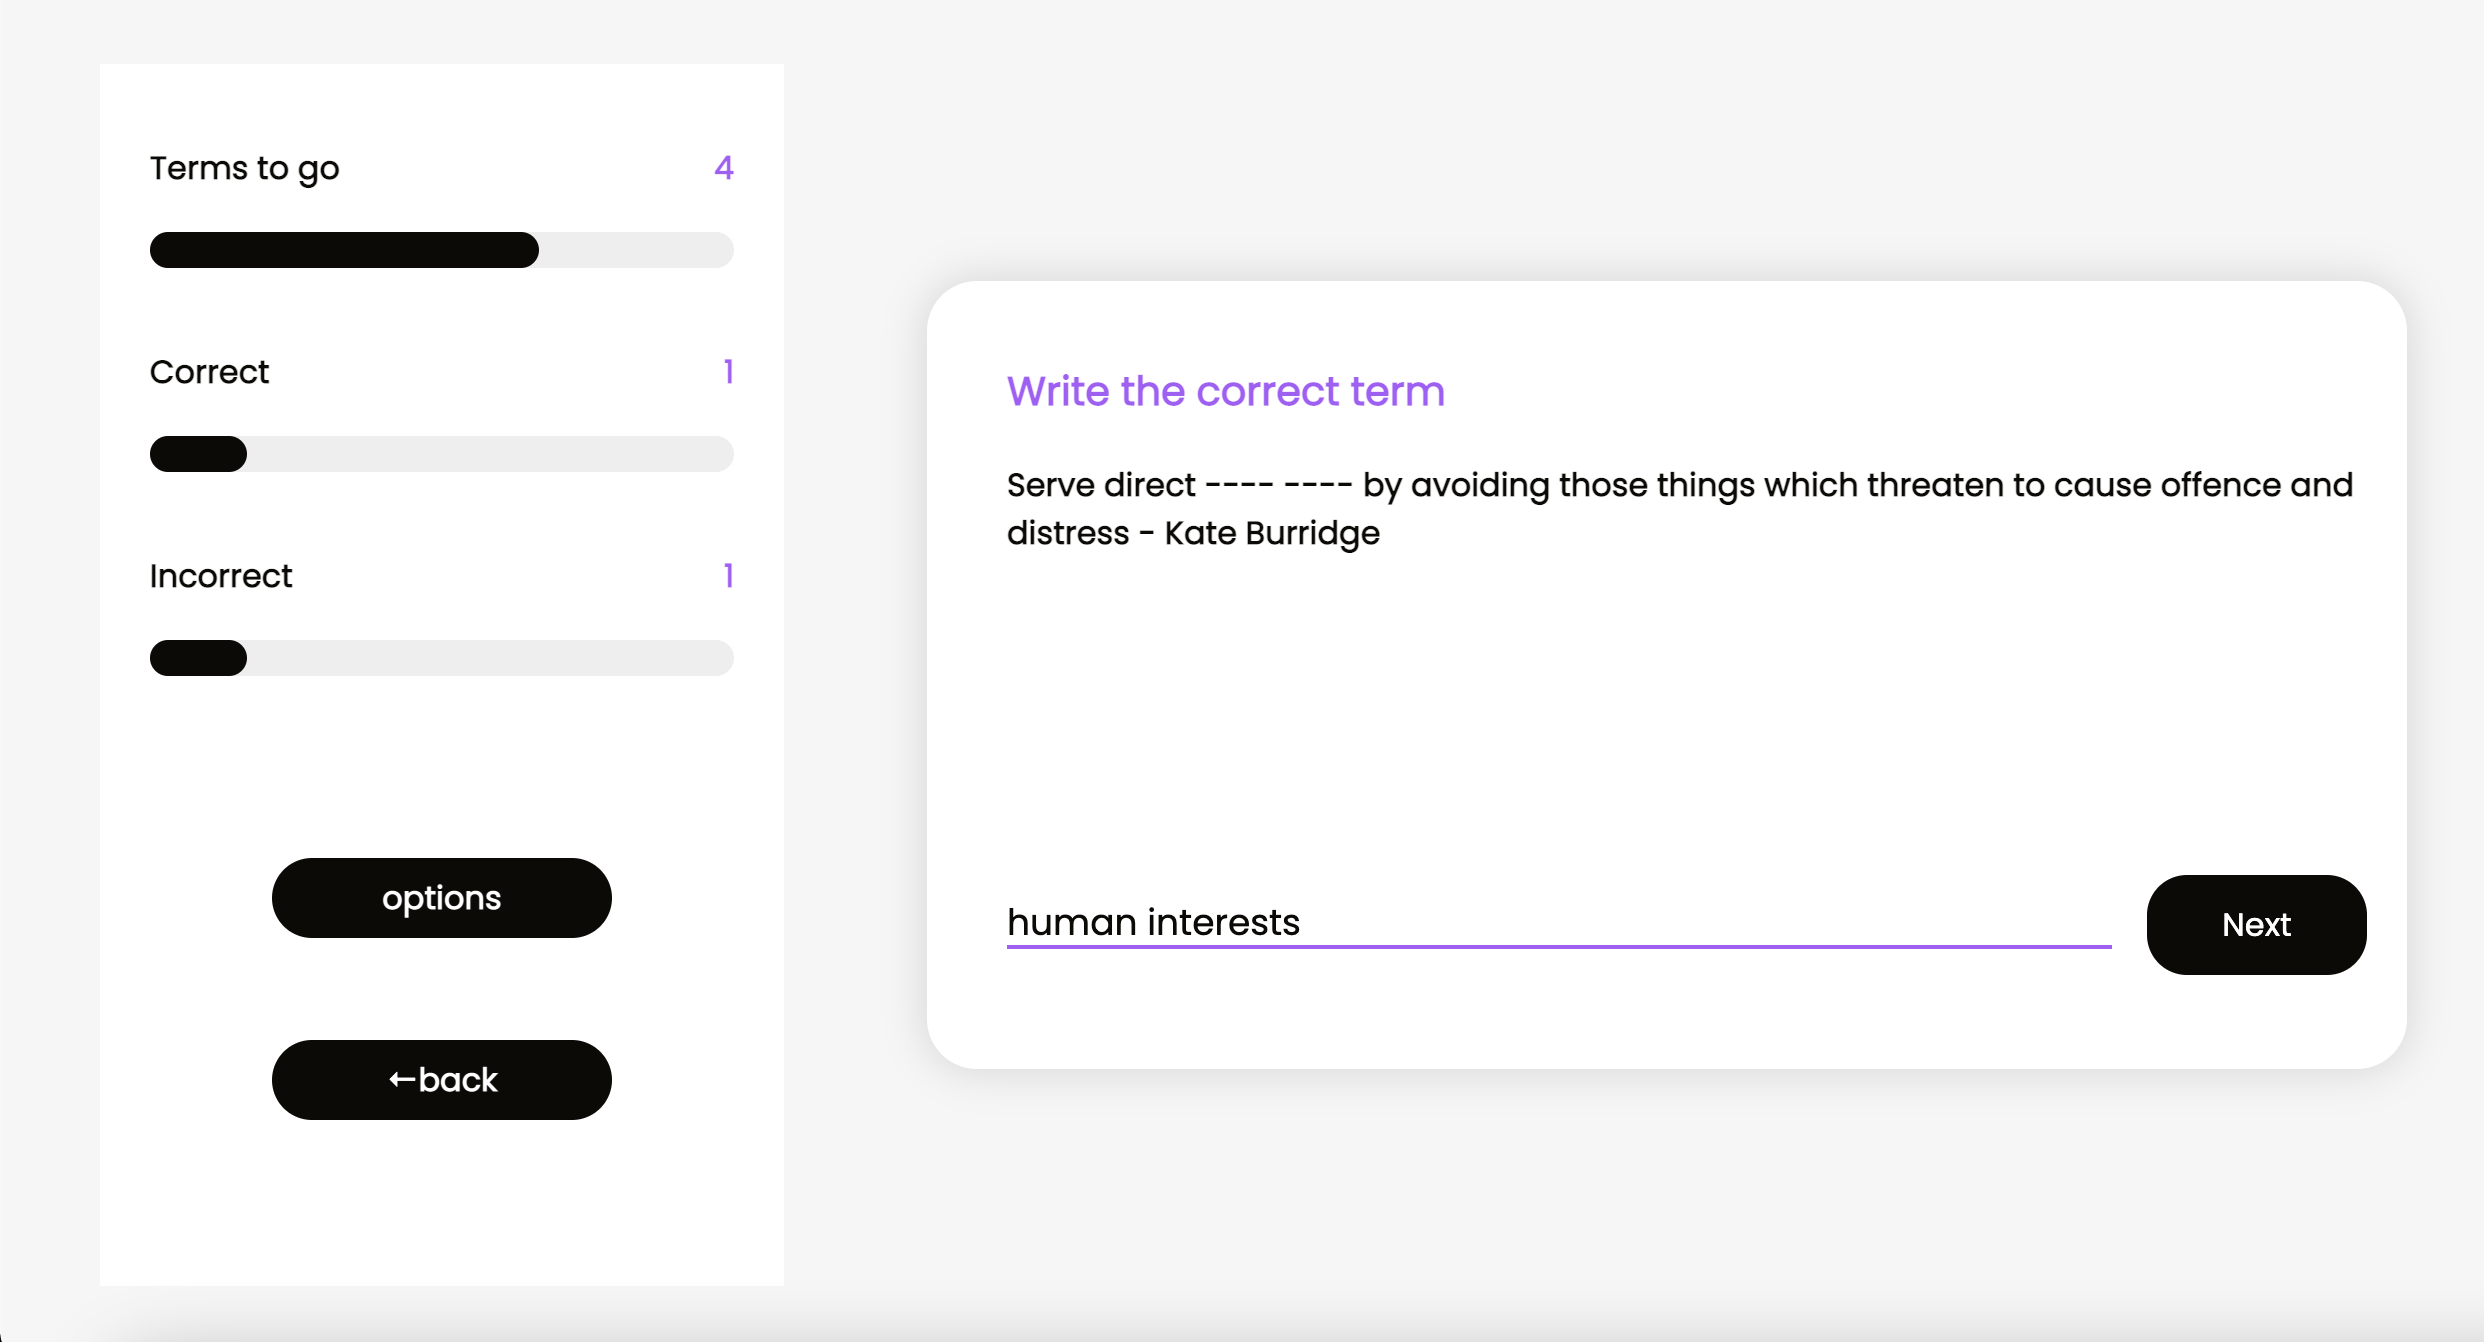 Terms to go 4
Correct 1
Incorrect 1
options
←back
Write the correct term
Serve direct ---- ---- by avoiding those things which threaten to cause offence and
distress - Kate Burridge
human interests
Next